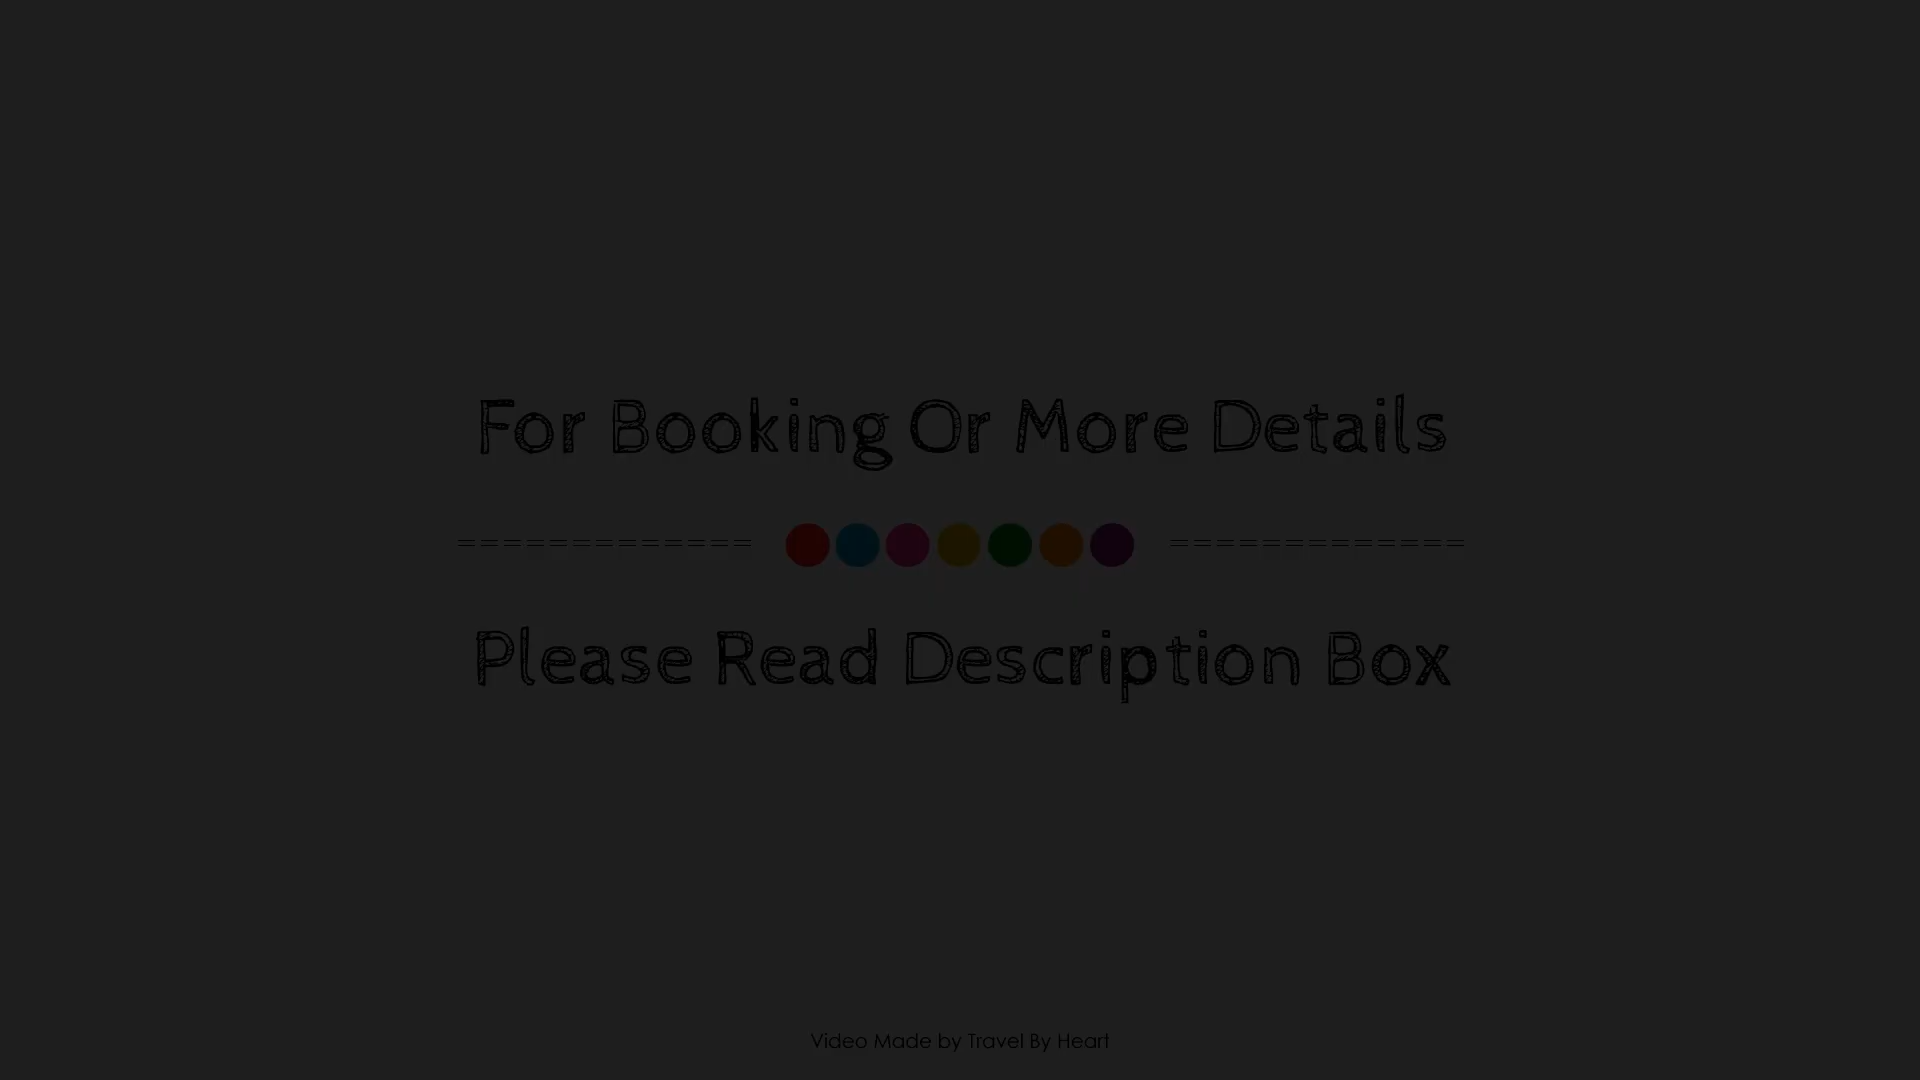 For Booking Or More Details
============= =============
Please Read Description Box
Video Made by Travel By Heart